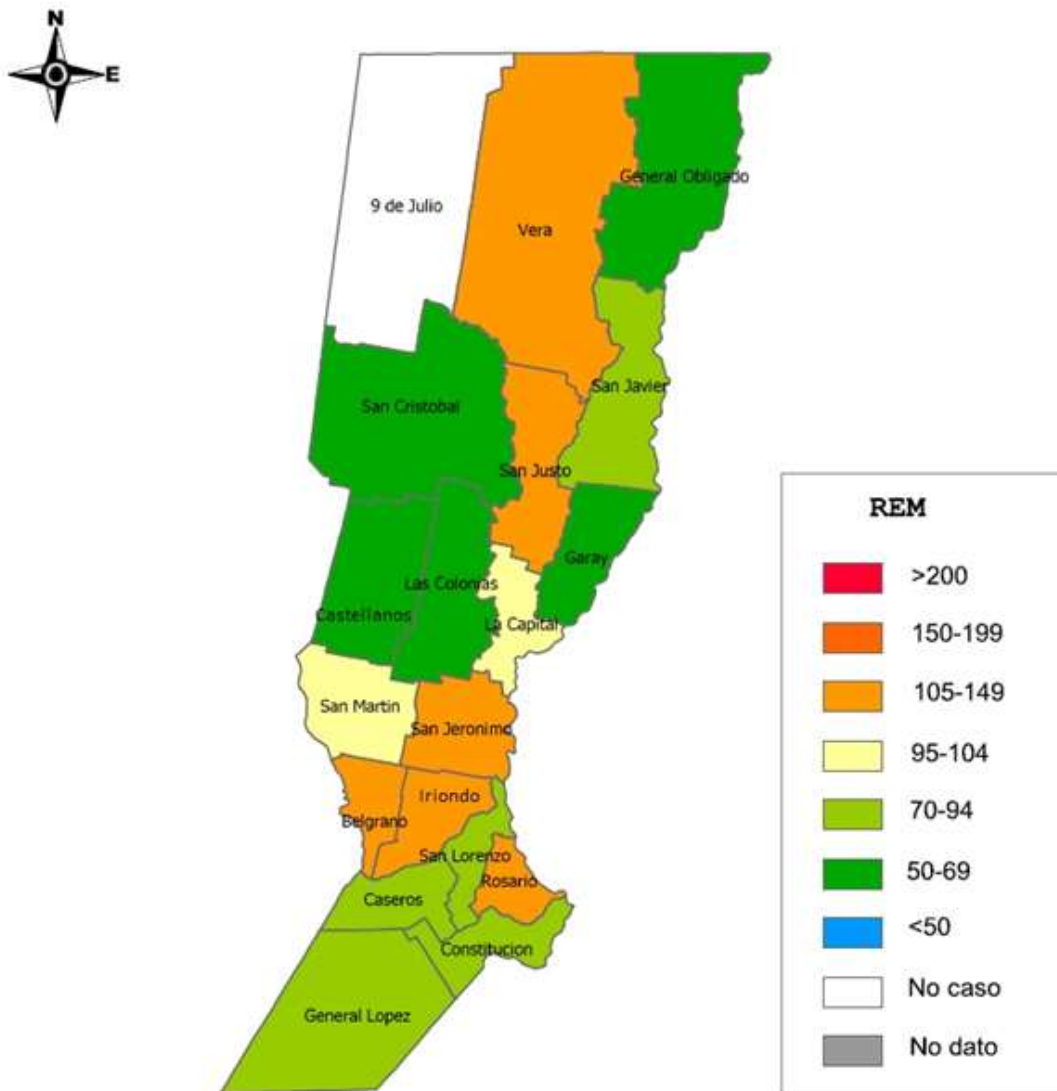 N
E
General Obligado
9 de Julio
Vera
San Javier
San Cristobal
San Justo
Garay
Las Colonias
Castellanos
La Capital
San Martin
San Jeronimo
Iriondo
Belgrano
San Lorenzo
Rosario
Caseros
Constitucion
General Lopez
REM
>200
150-199
105-149
95-104
70-94
50-69
<50
No caso
No dato